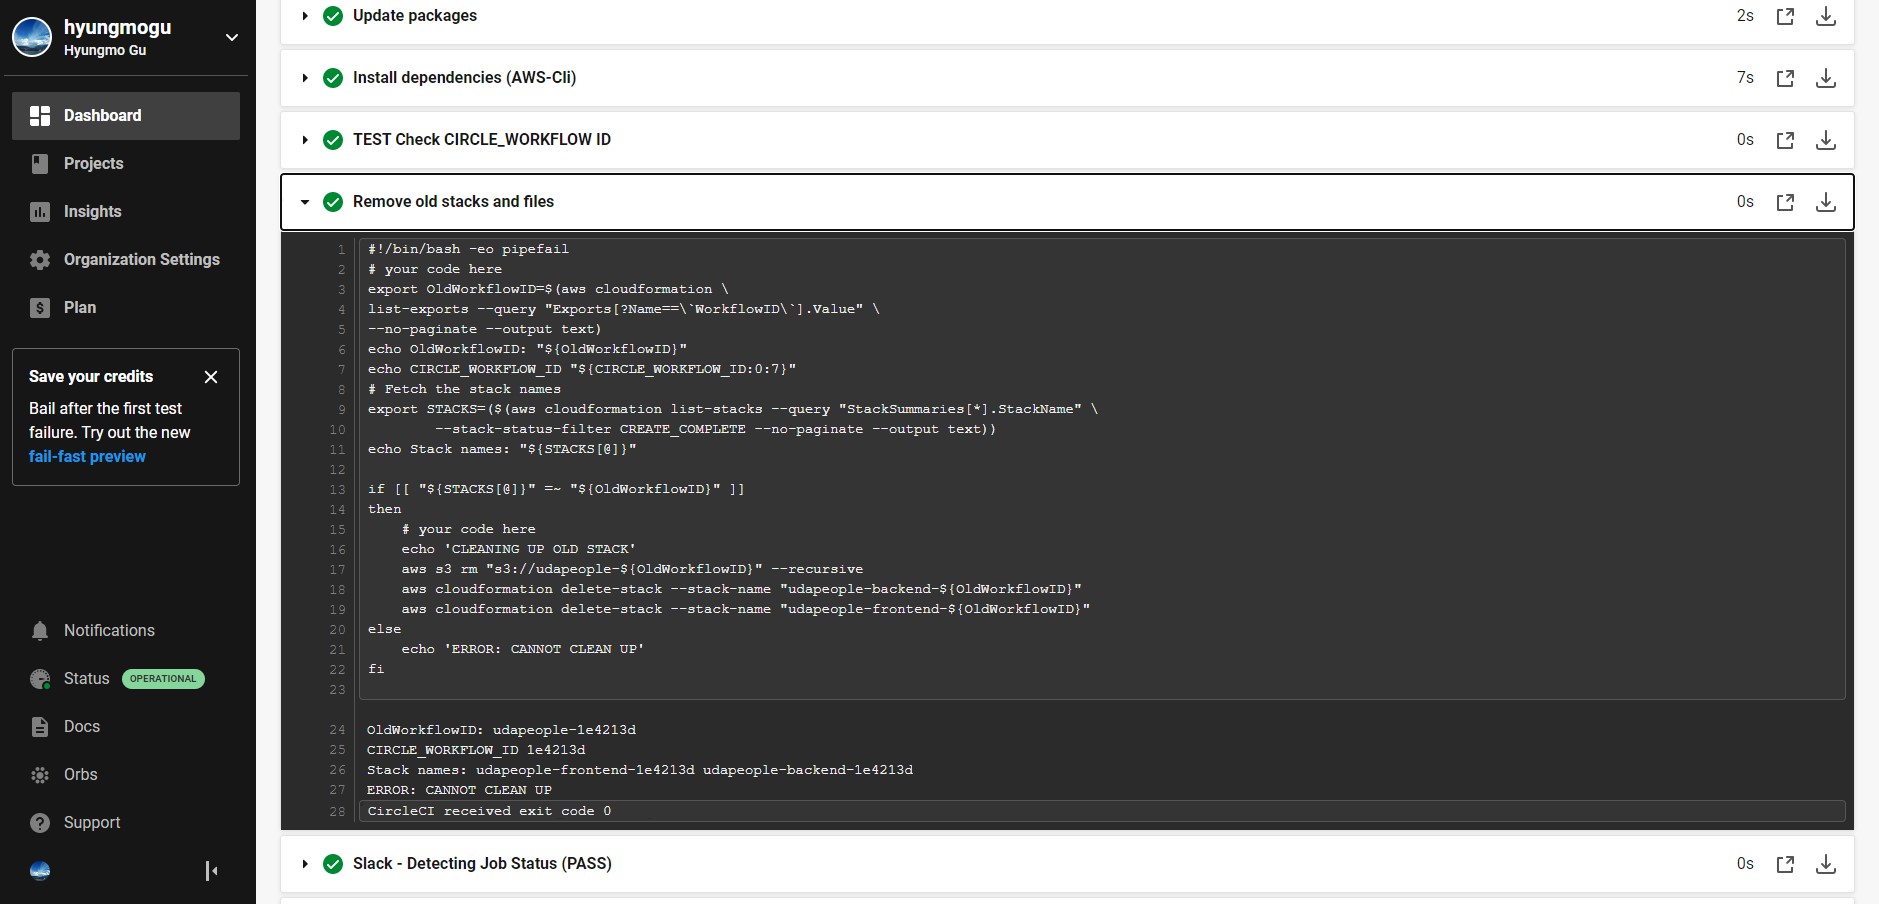 hyungmogu
Hyungmo Gu
Dashboard
Projects
Insights
Organization Settings
Plan
Save your credits
Bail after the first test
failure. Try out the new
fail-fast preview
Notifications
Status OPERATIONAL
Docs
Orbs
Support
Update packages 2s
Install dependencies (AWS-Cli) 7s
TEST Check CIRCLE_WORKFLOW ID 0s
Remove old stacks and files 0s
1 #!/bin/bash -eo pipefail
2 # your code here
3 export OldWorkflowID=$(aws cloudformation \
4 list-exports --query "Exports[?Name==\`WorkflowID\`].Value" \
5 --no-paginate --output text)
6 echo OldWorkflowID: "${OldWorkflowID}"
7 echo CIRCLE_WORKFLOW_ID "${CIRCLE_WORKFLOW_ID:0:7}"
8 # Fetch the stack names
9 export STACKS=($(aws cloudformation list-stacks --query "StackSummaries[*].StackName" \
10 --stack-status-filter CREATE_COMPLETE --no-paginate --output text))
11 echo Stack names: "${STACKS[@]}"
12
13 if [[ "${STACKS[@]}" =~ "${OldWorkflowID}" ]]
14 then
15 # your code here
16 echo 'CLEANING UP OLD STACK'
17 aws s3 rm "s3://udapeople-${OldWorkflowID}" --recursive
18 aws cloudformation delete-stack --stack-name "udapeople-backend-${OldWorkflowID}"
19 aws cloudformation delete-stack --stack-name "udapeople-frontend-${OldWorkflowID}"
20 else
21 echo 'ERROR: CANNOT CLEAN UP'
22 fi
23
24 OldWorkflowID: udapeople-1e4213d
25 CIRCLE_WORKFLOW_ID 1e4213d
26 Stack names: udapeople-frontend-1e4213d udapeople-backend-1e4213d
27 ERROR: CANNOT CLEAN UP
28 CircleCI received exit code 0
Slack - Detecting Job Status (PASS) 0s